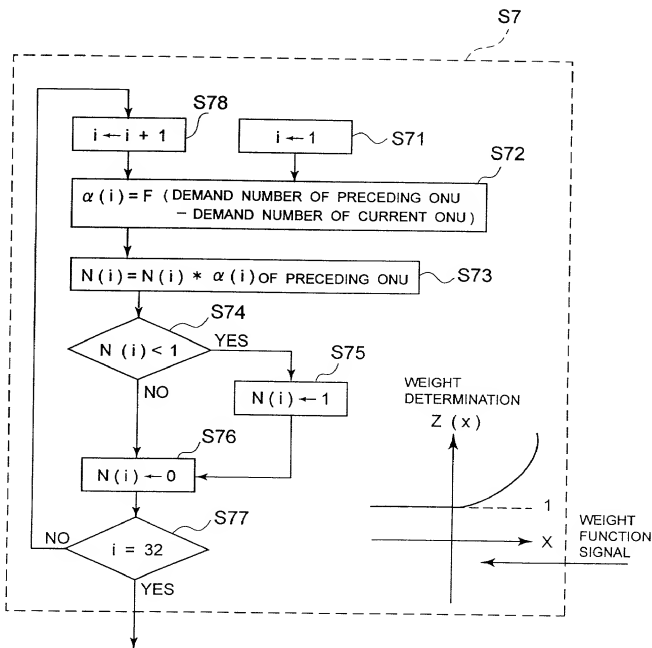 S7
S78
i ← i + 1
i ← 1
S71
S72
α(i) = F (DEMAND NUMBER OF PRECEDING ONU
− DEMAND NUMBER OF CURRENT ONU)
N(i) = N(i) * α(i) OF PRECEDING ONU
S73
S74
N(i) < 1
YES
NO
S75
N(i) ← 1
S76
N(i) ← 0
S77
NO
i = 32
YES
WEIGHT
DETERMINATION
Z (x)
1
X
WEIGHT
FUNCTION
SIGNAL